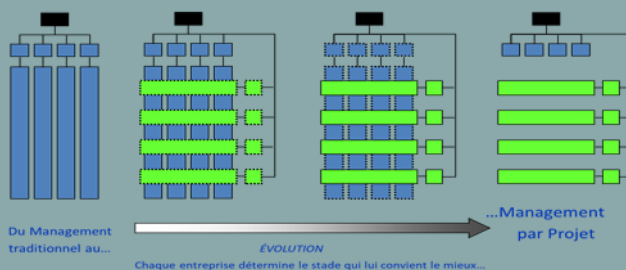 Du Management
traditionnel au...
...Management
par Projet
ÉVOLUTION
Chaque entreprise détermine le stade qui lui convient le mieux...